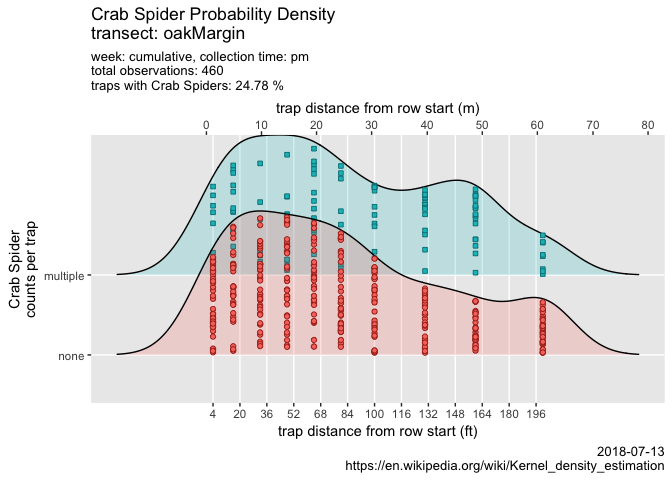 Crab Spider Probability Density
transect: oakMargin
week: cumulative, collection time: pm
total observations: 460
traps with Crab Spiders: 24.78 %
trap distance from row start (m)
0 10 20 30 40 50 60 70 80
Crab Spider
counts per trap
multiple
none
4 20 36 52 68 84 100 116 132 148 164 180 196
trap distance from row start (ft)
2018-07-13
https://en.wikipedia.org/wiki/Kernel_density_estimation